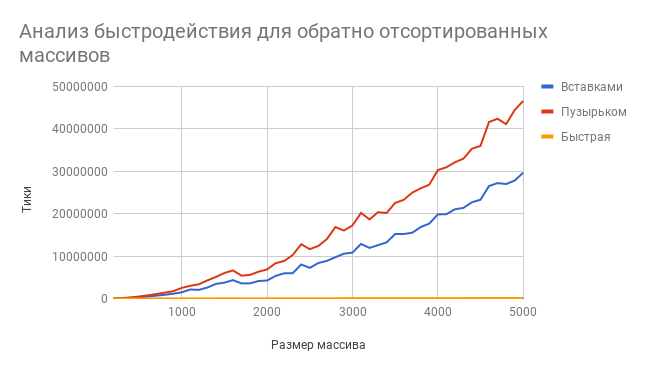 Анализ быстродействия для обратно отсортированных
массивов
50000000
40000000
30000000
20000000
10000000
0
Тики
1000
2000
3000
4000
5000
Размер массива
Вставками
Пузырьком
Быстрая